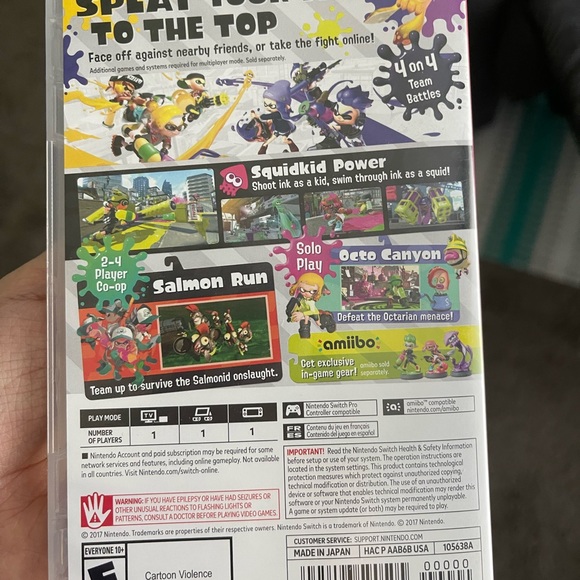 TO THE TOP
Face off against nearby friends, or take the fight online!
Additional games and systems required for multiplayer mode. Sold separately.
4 on 4
Team
Battles
Squidkid Power
Shoot ink as a kid, swim through ink as a squid!
2-4
Player
Co-op
Salmon Run
Team up to survive the Salmonid onslaught.
Solo
Play
Octo Canyon
Defeat the Octarian menace!
amiibo
Get exclusive
in-game gear!
amiibo sold
separately.
PLAY MODE
TV
NUMBER
OF PLAYERS
1
1
1
Nintendo Switch Pro
Controller compatible
amiibo™ compatible
nintendo.com/amiibo
FR
ES
Contenu du jeu en français
Contenido del juego en español
Nintendo Account and paid subscription may be required for some
network services and features, including online gameplay. Not available
in all countries. Visit Nintendo.com/switch-online.
IMPORTANT! Read the Nintendo Switch Health & Safety Information
before setup or use of your system. The operation instructions are
located in the system settings. This product contains technological
protection measures which protect against unauthorized copying,
technical modification or distribution. The use of an unauthorized
device or software that enables technical modification may render this
or your Nintendo Switch system permanently unplayable.
A game or system update (or both) may be required to play.
WARNING: IF YOU HAVE EPILEPSY OR HAVE HAD SEIZURES OR
OTHER UNUSUAL REACTIONS TO FLASHING LIGHTS OR
PATTERNS, CONSULT A DOCTOR BEFORE PLAYING VIDEO GAMES.
© 2017 Nintendo. Trademarks are property of their respective owners. Nintendo Switch is a trademark of Nintendo. © 2017 Nintendo.
EVERYONE 10+
Cartoon Violence
CUSTOMER SERVICE: SUPPORT.NINTENDO.COM
MADE IN JAPAN
HAC P AAB6B USA
105638A
00000